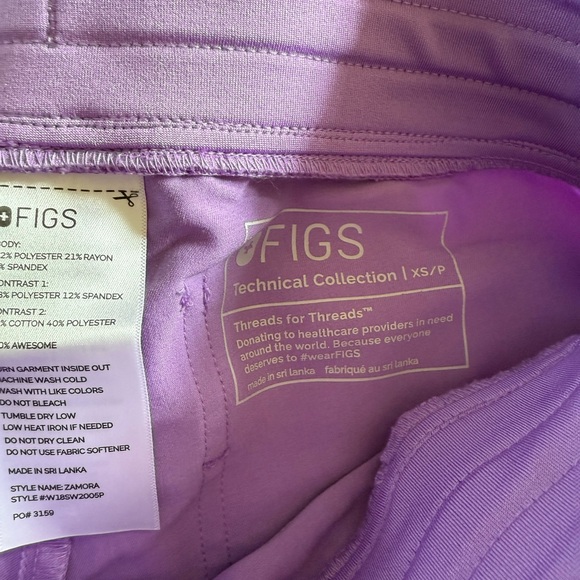 FIGS
BODY:
2% POLYESTER 21% RAYON
% SPANDEX
CONTRAST 1:
8% POLYESTER 12% SPANDEX
CONTRAST 2:
% COTTON 40% POLYESTER
0% AWESOME
TURN GARMENT INSIDE OUT
MACHINE WASH COLD
WASH WITH LIKE COLORS
DO NOT BLEACH
TUMBLE DRY LOW
LOW HEAT IRON IF NEEDED
DO NOT DRY CLEAN
DO NOT USE FABRIC SOFTENER
MADE IN SRI LANKA
STYLE NAME: ZAMORA
STYLE #:W18SW2005P
PO# 3159
FIGS
Technical Collection | XS/P
Threads for Threads™
Donating to healthcare providers in need
around the world. Because everyone
deserves to #wearFIGS
made in sri lanka fabriqué au sri lanka